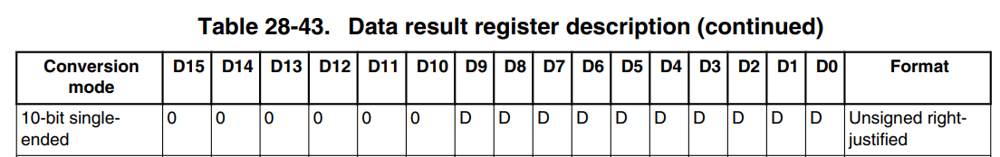 Table 28-43. Data result register description (continued)
Conversion mode D15 D14 D13 D12 D11 D10 D9 D8 D7 D6 D5 D4 D3 D2 D1 D0 Format
10-bit single-ended 0 0 0 0 0 0 D D D D D D D D D D Unsigned right-justified